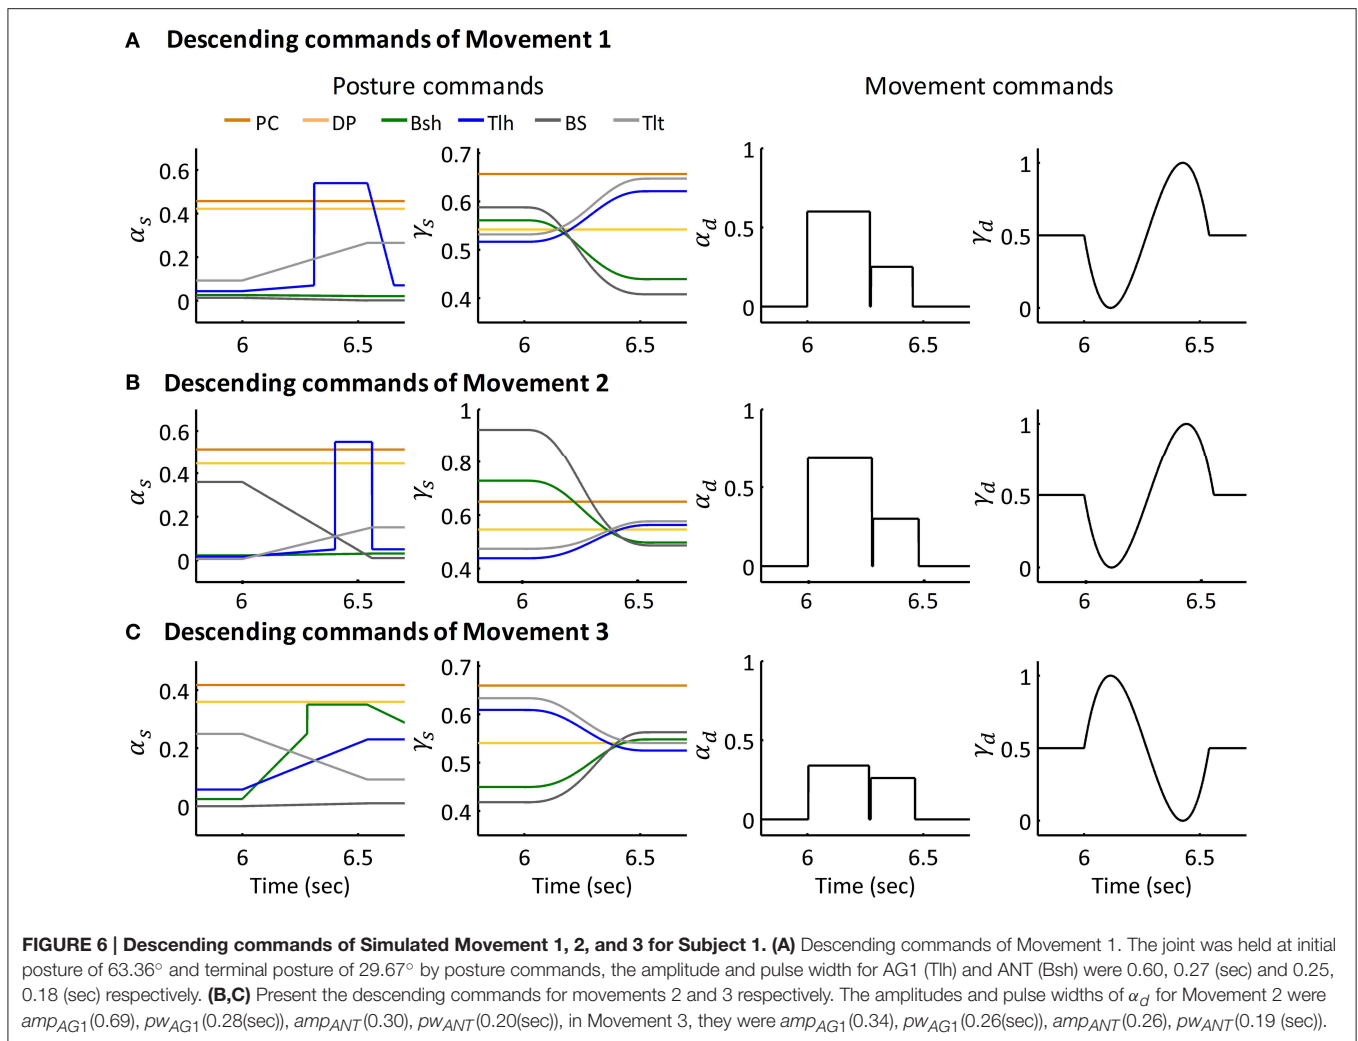 A Descending commands of Movement 1
Posture commands Movement commands
PC DP Bsh Tlh BS Tlt
0.6 0.4 0.2 0 αs 6 6.5
0.7 0.6 0.5 0.4 γs 6 6.5
1 0.5 0 αd 6 6.5
1 0.5 0 γd 6 6.5
B Descending commands of Movement 2
0.6 0.4 0.2 0 αs 6 6.5
1 0.8 0.6 0.4 γs 6 6.5
1 0.5 0 αd 6 6.5
1 0.5 0 γd 6 6.5
C Descending commands of Movement 3
0.4 0.2 0 αs 6 6.5 Time (sec)
0.7 0.6 0.5 0.4 γs 6 6.5 Time (sec)
1 0.5 0 αd 6 6.5 Time (sec)
1 0.5 0 γd 6 6.5 Time (sec)
FIGURE 6 | Descending commands of Simulated Movement 1, 2, and 3 for Subject 1. (A) Descending commands of Movement 1. The joint was held at initial
posture of 63.36° and terminal posture of 29.67° by posture commands, the amplitude and pulse width for AG1 (Tlh) and ANT (Bsh) were 0.60, 0.27 (sec) and 0.25,
0.18 (sec) respectively. (B,C) Present the descending commands for movements 2 and 3 respectively. The amplitudes and pulse widths of αd for Movement 2 were
ampAG1(0.69), pwAG1(0.28(sec)), ampANT(0.30), pwANT(0.20(sec)), in Movement 3, they were ampAG1(0.34), pwAG1(0.26(sec)), ampANT(0.26), pwANT(0.19 (sec)).